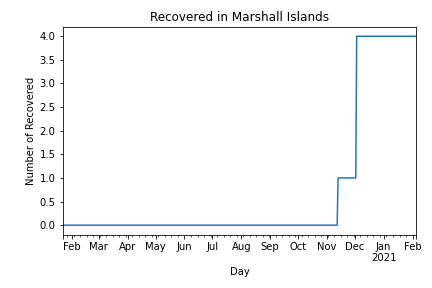 Recovered in Marshall Islands
Number of Recovered
4.0
3.5
3.0
2.5
2.0
1.5
1.0
0.5
0.0
Feb Mar Apr May Jun Jul Aug Sep Oct Nov Dec Jan Feb
2021
Day